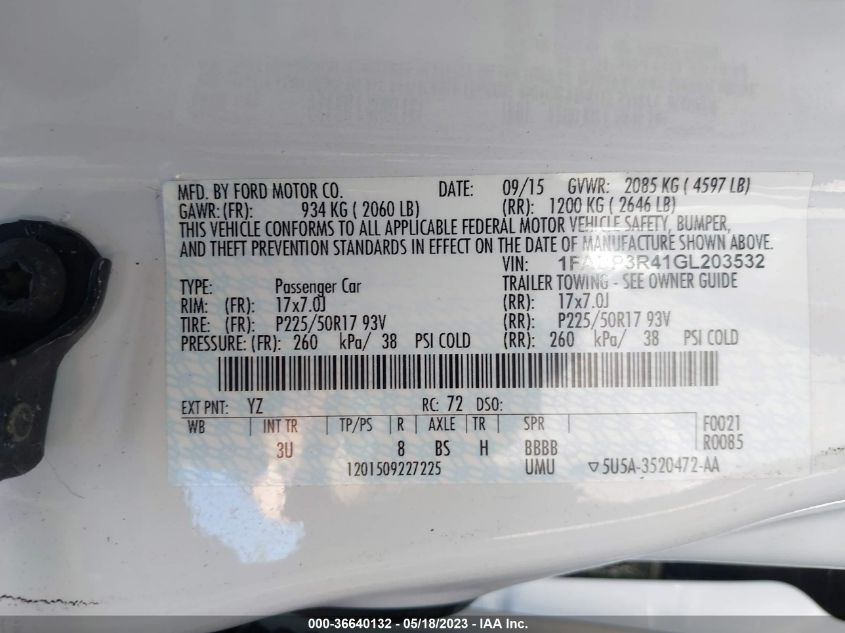 MFD. BY FORD MOTOR CO. DATE: 09/15 GVWR: 2085 KG ( 4597 LB)
GAWR: (FR): 934 KG ( 2060 LB) (RR): 1200 KG ( 2646 LB)
THIS VEHICLE CONFORMS TO ALL APPLICABLE FEDERAL MOTOR VEHICLE SAFETY, BUMPER,
AND THEFT PREVENTION STANDARDS IN EFFECT ON THE DATE OF MANUFACTURE SHOWN ABOVE.
VIN:
TYPE: Passenger Car TRAILER TOWING - SEE OWNER GUIDE
RIM: (FR): 17x7.0J (RR): 17x7.0J
TIRE: (FR): P225/50R17 93V (RR): P225/50R17 93V
PRESSURE: (FR): 260 kPa/ 38 PSI COLD (RR): 260 kPa/ 38 PSI COLD
EXT PNT: YZ RC: 72 DSO:
WB INT TR TP/PS R AXLE TR SPR F0021
3U 8 BS H BBBB R0085
1201509227225 UMU ▽5U5A-3520472-AA
000-36640132 - 05/18/2023 - IAA Inc.